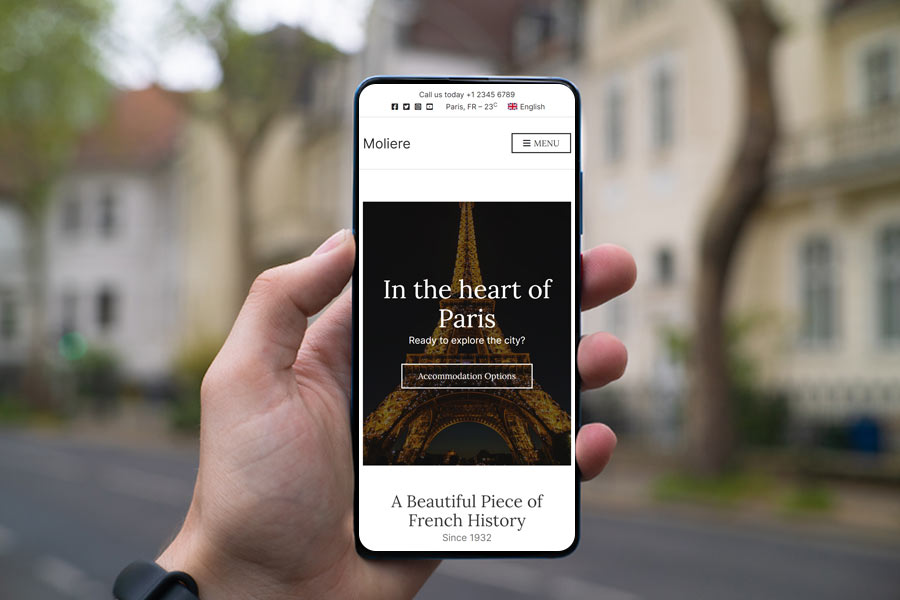 Call us today +1 2345 6789
Paris, FR – 23C English
Moliere
☰ MENU
In the heart of
Paris
Ready to explore the city?
Accommodation Options
A Beautiful Piece of
French History
Since 1932